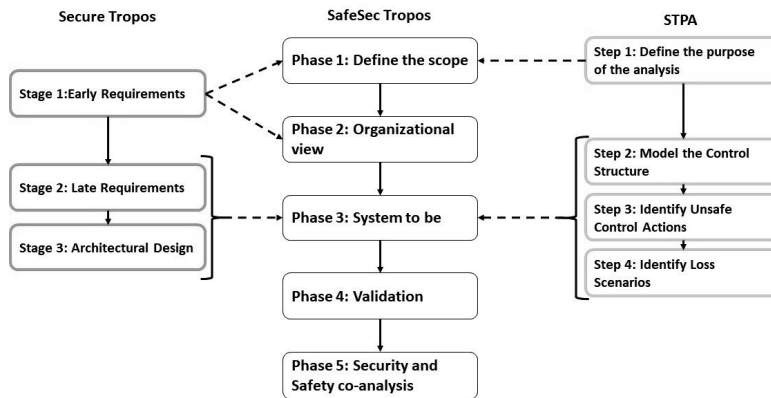 Secure Tropos
SafeSec Tropos
STPA
Stage 1:Early Requirements
Stage 2: Late Requirements
Stage 3: Architectural Design
Phase 1: Define the scope
Phase 2: Organizational
view
Phase 3: System to be
Phase 4: Validation
Phase 5: Security and
Safety co-analysis
Step 1: Define the purpose
of the analysis
Step 2: Model the Control
Structure
Step 3: Identify Unsafe
Control Actions
Step 4: Identify Loss
Scenarios